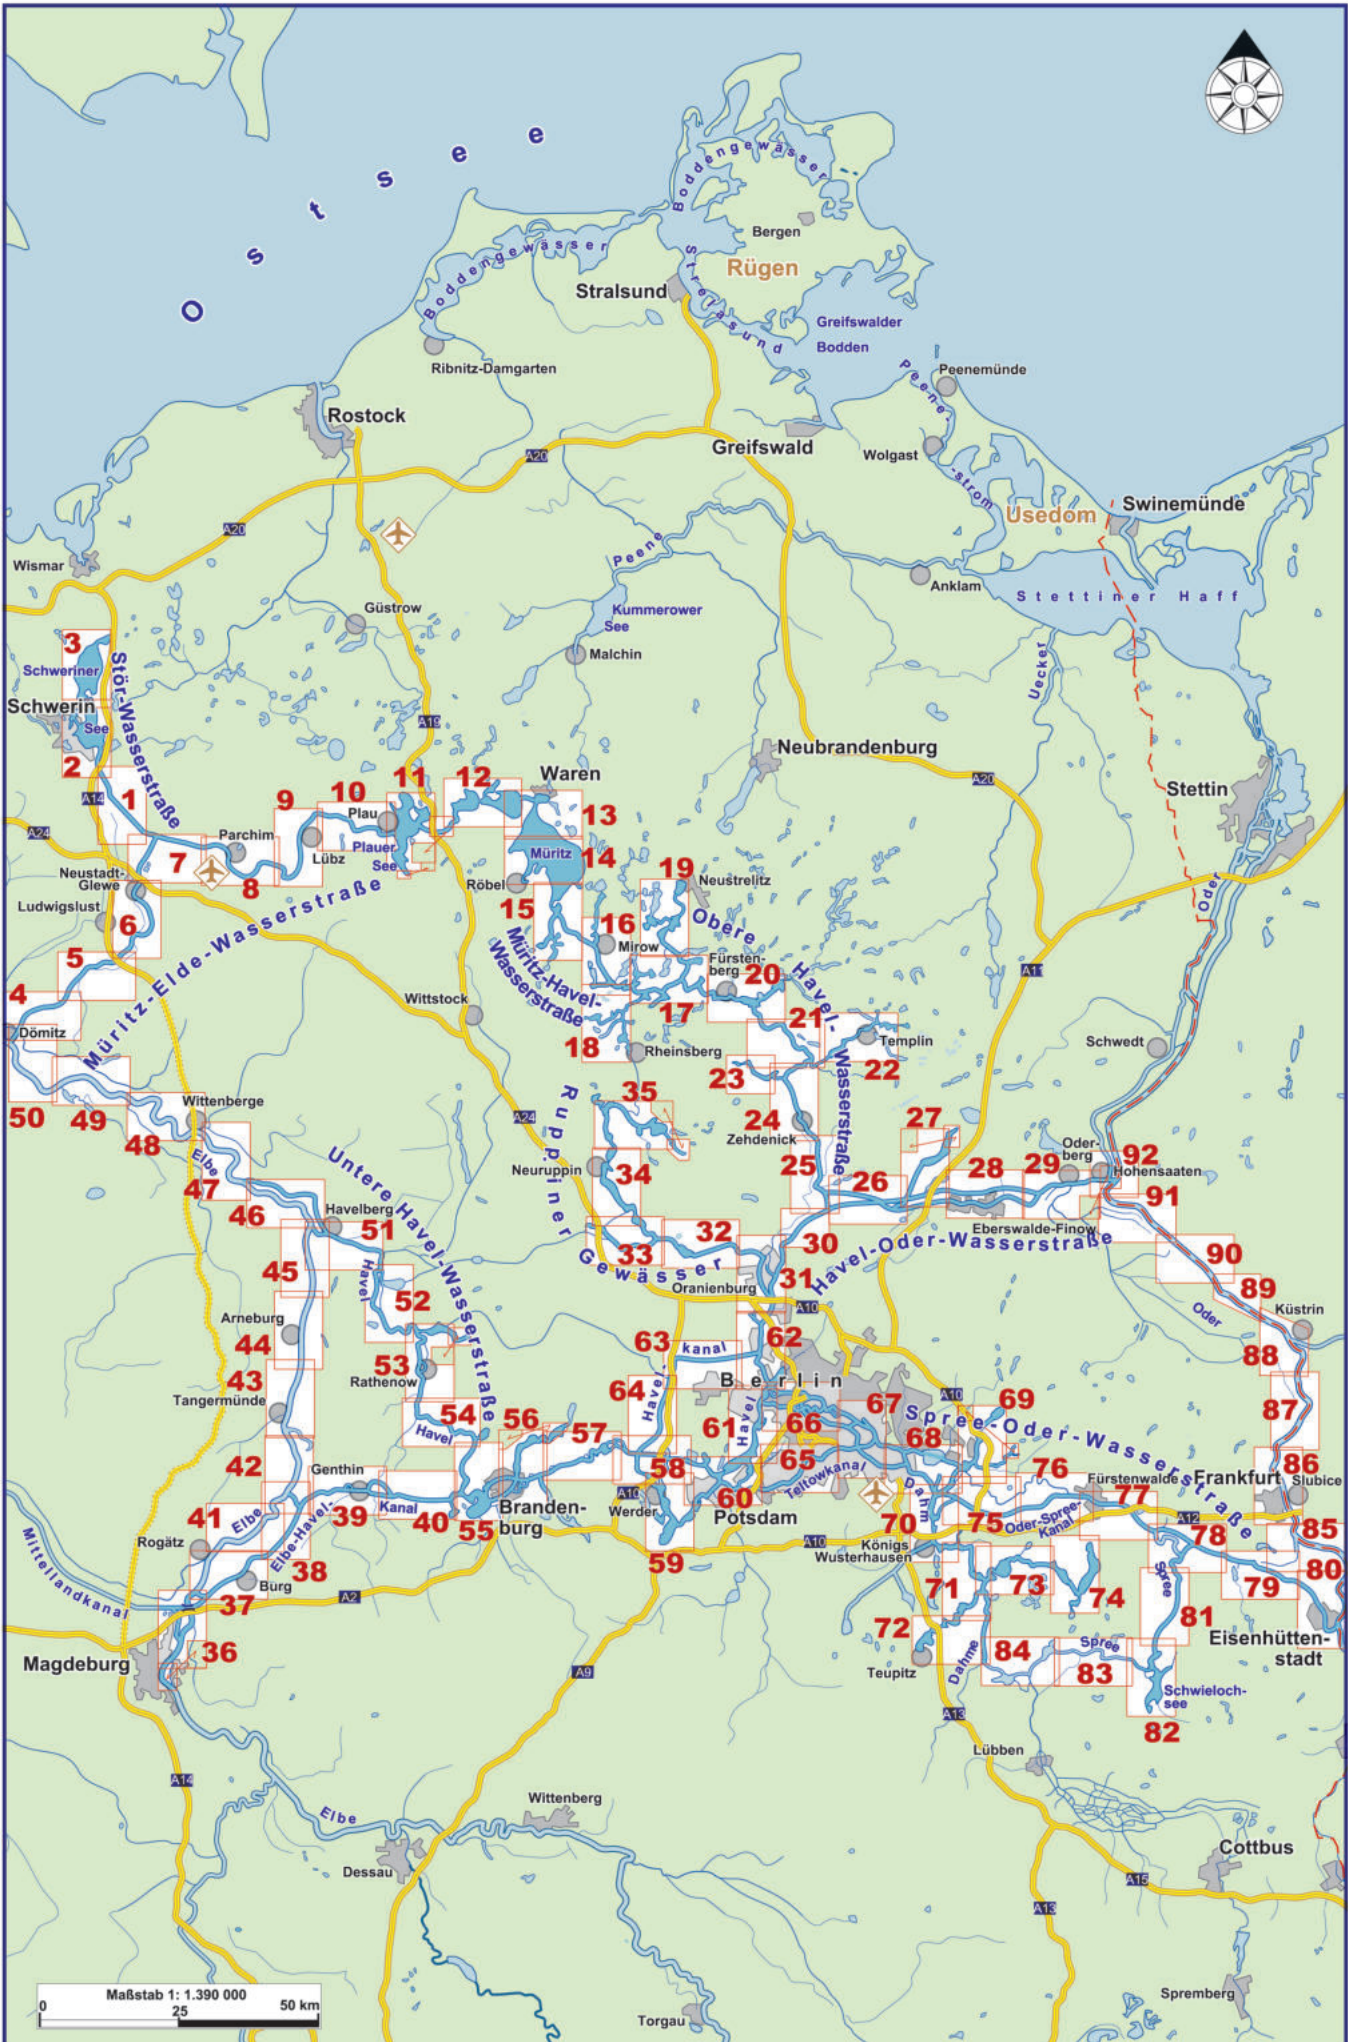 Ostsee
Boddengewässer
Bergen
Rügen
Boddengewässer
Stralsund
Strelasund
Greifswalder
Bodden
Ribnitz-Damgarten
Peene-
Peenemünde
Rostock
Greifswald
Wolgast
-strom
A20
Usedom
Swinemünde
A20
Wismar
Peene
Anklam
Stettiner Haff
Güstrow
Kummerower
See
Malchin
Uecker
3
Schweriner
Stör-Wasserstraße
Schwerin
See
A19
Neubrandenburg
2
A20
Stettin
A14
1
9
10
11
12
Waren
13
Plau
A24
Parchim
Lübz
Plauer
See
Müritz
14
7
8
Neustadt-
Glewe
Röbel
19
Neustrelitz
Oder
Ludwigslust
6
15
16
Mirow
Obere
5
Müritz-Elde-Wasserstraße
Müritz-Havel-
Wasserstraße
Fürsten-
berg
20
Havel-
A11
4
Dömitz
Wittstock
17
21
Templin
Schwedt
18
Rheinsberg
23
22
Wasserstraße
50
49
Wittenberge
48
35
24
Zehdenick
A24
27
Ruppiner
Gewässer
Elbe
47
Untere Havel-Wasserstraße
Neuruppin
34
25
26
28
29
Oder-
berg
92
Hohensaaten
91
46
Havelberg
51
33
32
30
Eberswalde-Finow
Havel-Oder-Wasserstraße
90
45
Havel
52
Oranienburg
31
A10
89
Oder
Küstrin
Arneburg
44
63
kanal
62
88
43
53
Rathenow
Berlin
Tangermünde
64
Havel-
61
Havel
66
67
A10
69
87
54
Havel
56
57
68
Spree-Oder-Wasserstraße
42
Genthin
58
65
Teltowkanal
76
Fürstenwalde
86
Frankfurt
Slubice
41
Elbe
39
Kanal
40
55
Branden-
burg
A10
Werder
60
Potsdam
Dahme
77
A12
Rogätz
Elbe-Havel-
70
75
Oder-Spree-
Kanal
78
85
Mittellandkanal
38
Burg
A2
59
A10
Königs
Wusterhausen
73
74
Spree
79
80
37
71
81
36
Magdeburg
72
Teupitz
Dahme
84
Spree
83
Eisenhütten-
stadt
A9
Schwieloch-
see
82
A13
Lübben
A14
Elbe
Wittenberg
Dessau
Cottbus
A15
A13
Maßstab 1: 1.390 000
0
25
50 km
Torgau
Spremberg